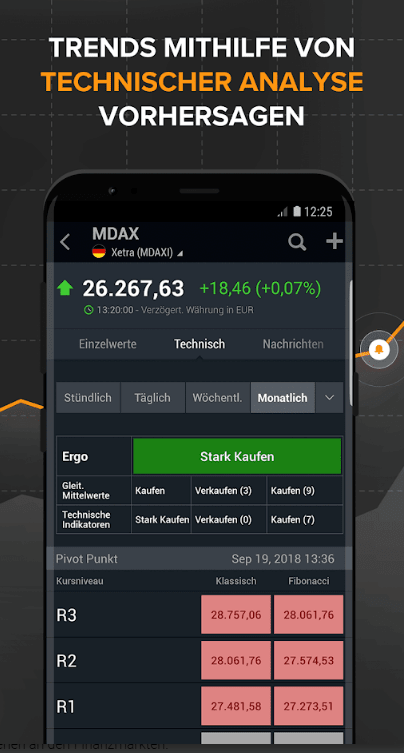 TRENDS MITHILFE VON
TECHNISCHER ANALYSE
VORHERSAGEN
12:25
MDAX
Xetra (MDAXI)
26.267,63 +18,46 (+0,07%)
13:20:00 - Verzögert. Währung in EUR
Einzelwerte Technisch Nachrichten
Stündlich Täglich Wöchentl. Monatlich
Ergo Stark Kaufen
Gleit.
Mittelwerte Kaufen Verkaufen (3) Kaufen (9)
Technische
Indikatoren Stark Kaufen Verkaufen (0) Kaufen (7)
Pivot Punkt Sep 19, 2018 13:36
Kursniveau Klassisch Fibonacci
R3 28.757,06 28.061,76
R2 28.061,76 27.574,53
R1 27.481,58 27.273,51